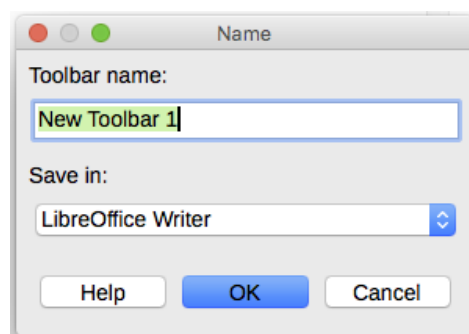 Name
Toolbar name:
New Toolbar 1
Save in:
LibreOffice Writer
Help OK Cancel